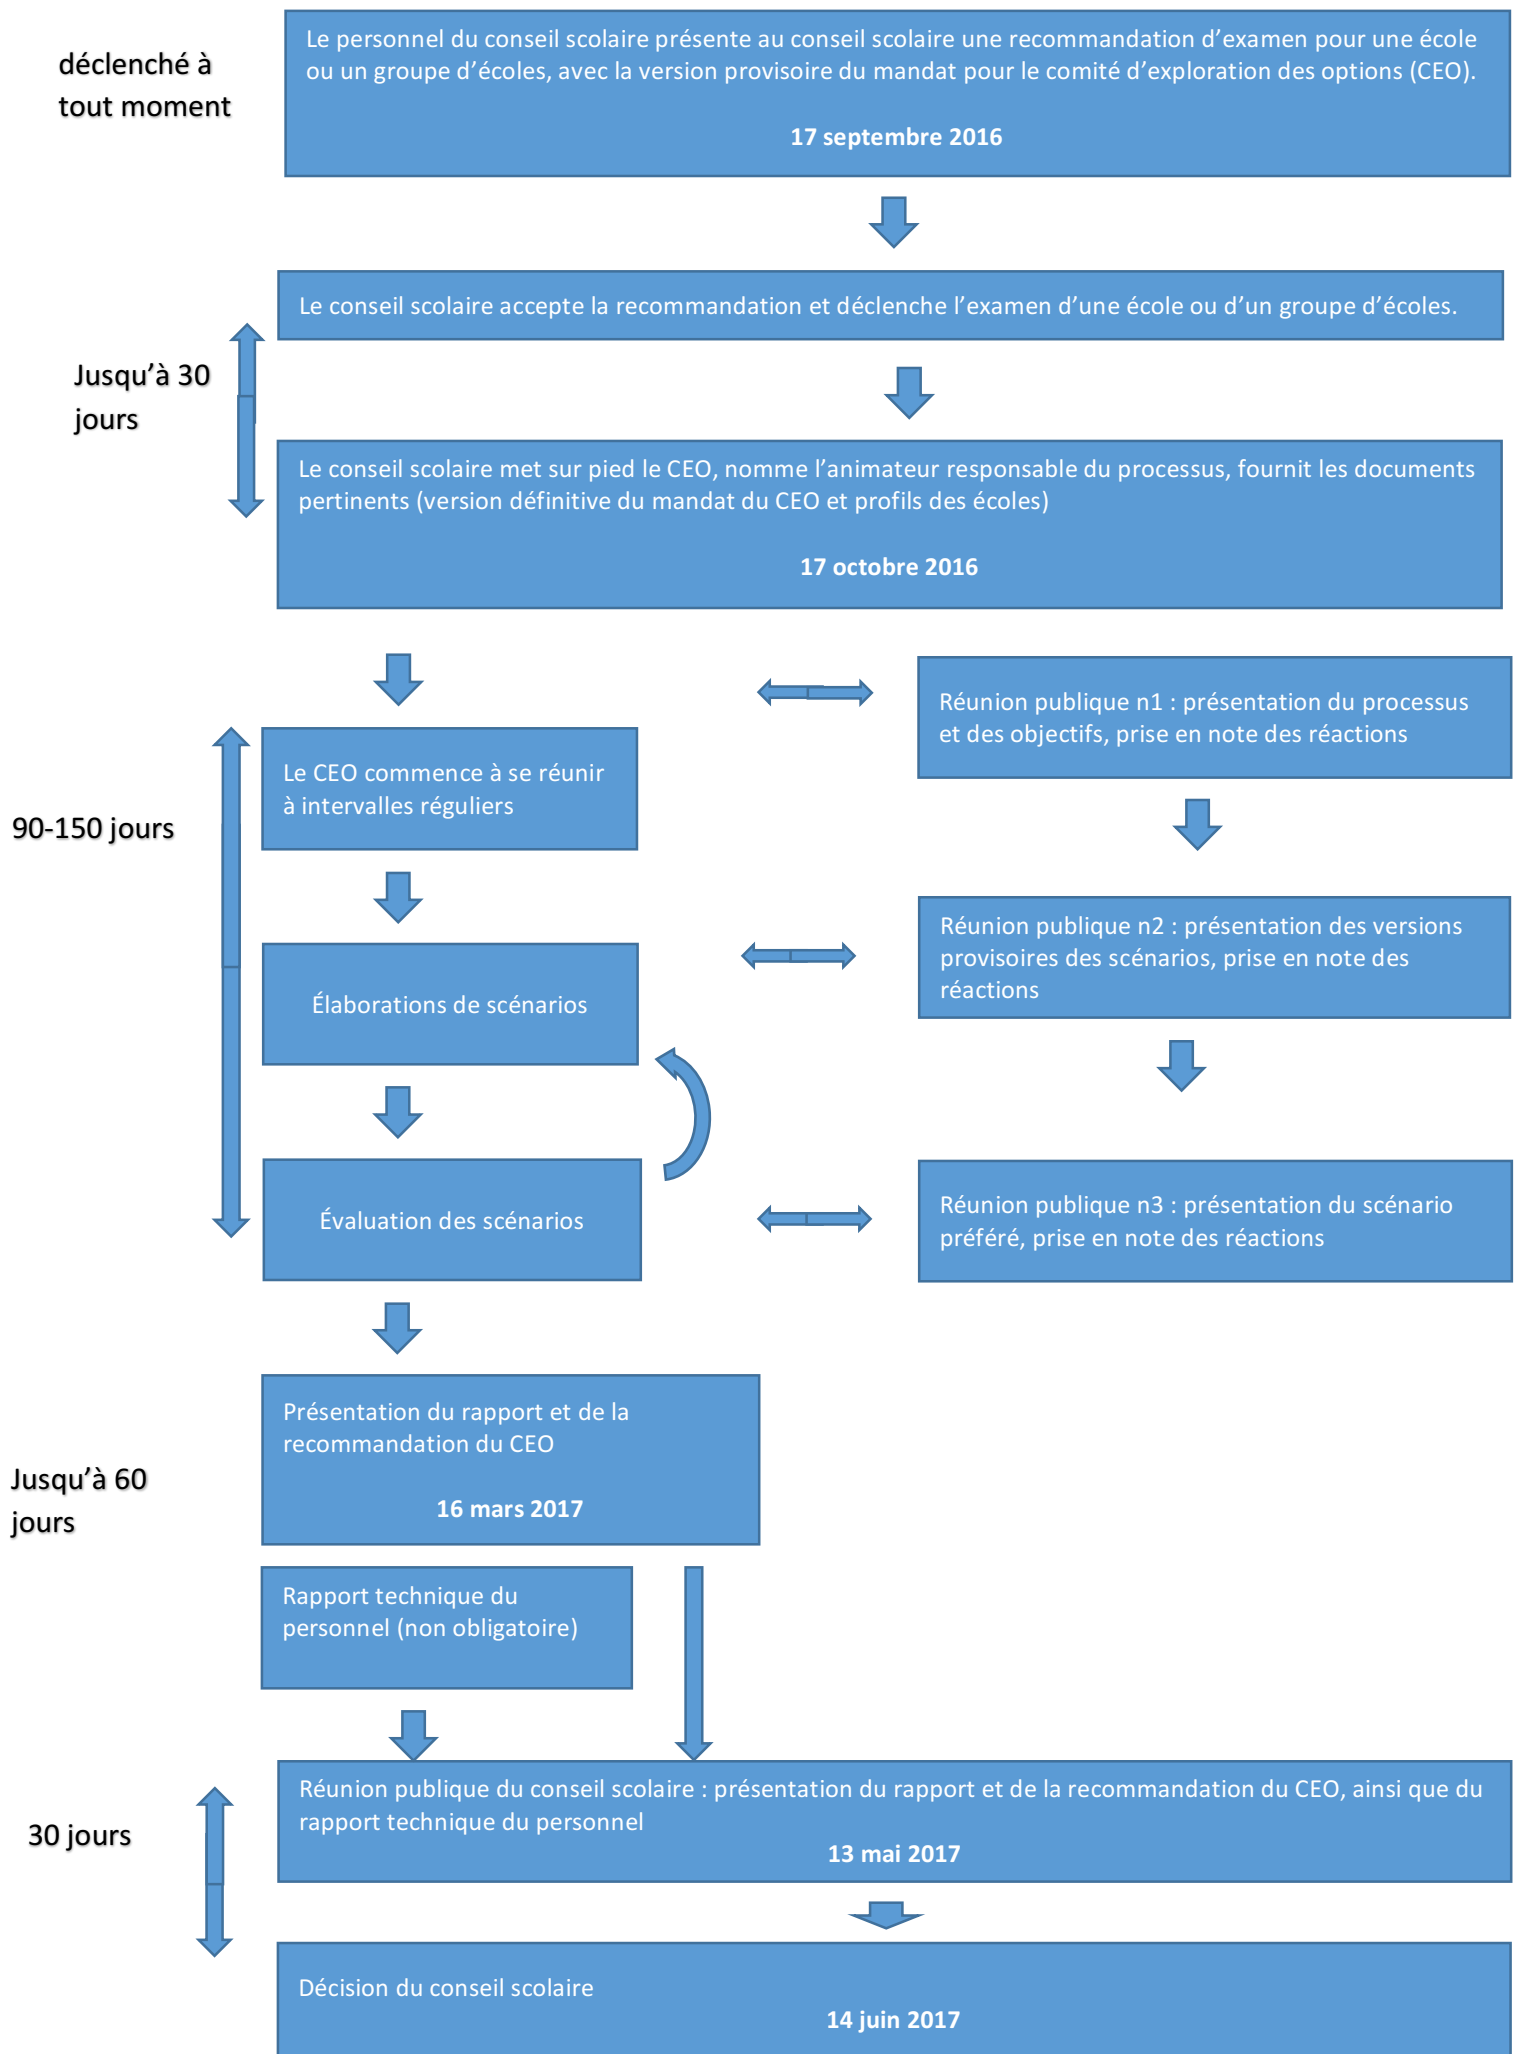 déclenché à
tout moment
Le personnel du conseil scolaire présente au conseil scolaire une recommandation d’examen pour une école
ou un groupe d’écoles, avec la version provisoire du mandat pour le comité d’exploration des options (CEO).
17 septembre 2016
Le conseil scolaire accepte la recommandation et déclenche l’examen d’une école ou d’un groupe d’écoles.
Jusqu’à 30
jours
Le conseil scolaire met sur pied le CEO, nomme l’animateur responsable du processus, fournit les documents
pertinents (version définitive du mandat du CEO et profils des écoles)
17 octobre 2016
90-150 jours
Le CEO commence à se réunir
à intervalles réguliers
Réunion publique n1 : présentation du processus
et des objectifs, prise en note des réactions
Élaborations de scénarios
Réunion publique n2 : présentation des versions
provisoires des scénarios, prise en note des
réactions
Évaluation des scénarios
Réunion publique n3 : présentation du scénario
préféré, prise en note des réactions
Jusqu’à 60
jours
Présentation du rapport et de la
recommandation du CEO
16 mars 2017
Rapport technique du
personnel (non obligatoire)
30 jours
Réunion publique du conseil scolaire : présentation du rapport et de la recommandation du CEO, ainsi que du
rapport technique du personnel
13 mai 2017
Décision du conseil scolaire
14 juin 2017